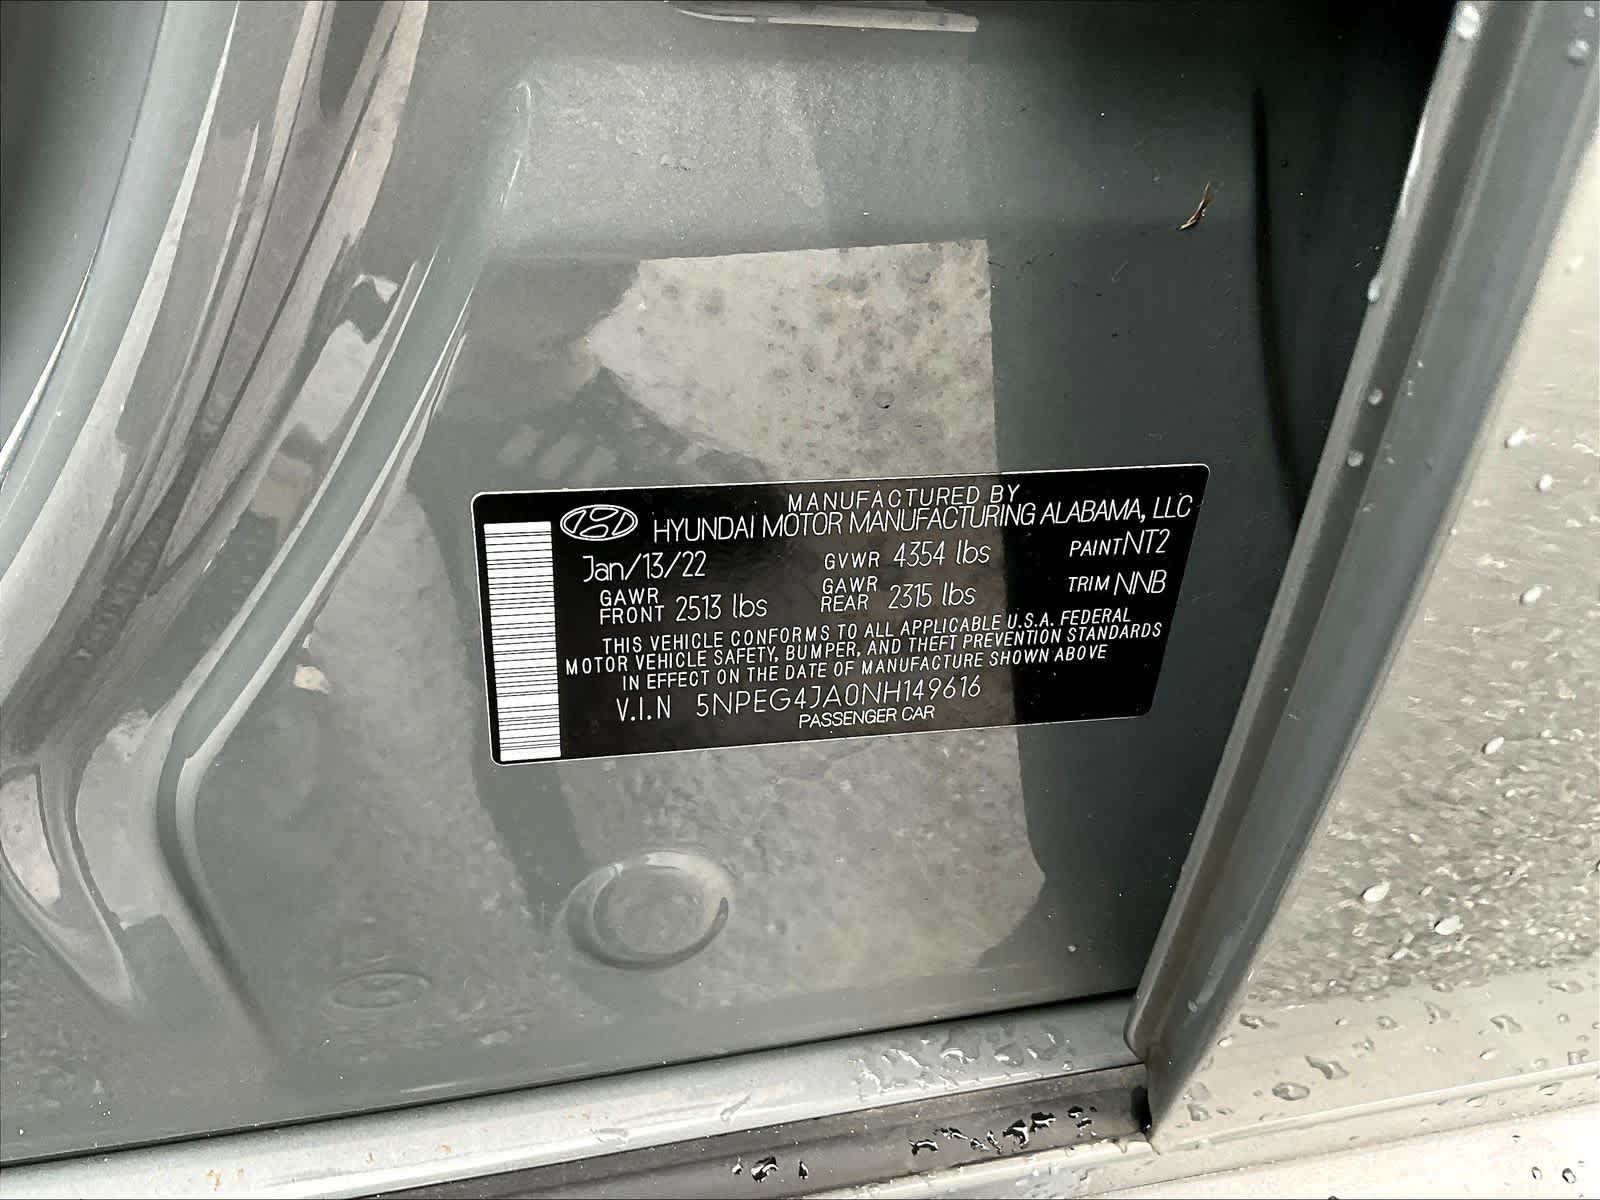 MANUFACTURED BY
HYUNDAI MOTOR MANUFACTURING ALABAMA, LLC
Jan/13/22 GVWR 4354 lbs PAINT NT2
GAWR FRONT 2513 lbs GAWR REAR 2315 lbs TRIM NNB
THIS VEHICLE CONFORMS TO ALL APPLICABLE U.S.A. FEDERAL
MOTOR VEHICLE SAFETY, BUMPER, AND THEFT PREVENTION STANDARDS
IN EFFECT ON THE DATE OF MANUFACTURE SHOWN ABOVE
V.I.N 5NPEG4JA0NH149616
PASSENGER CAR